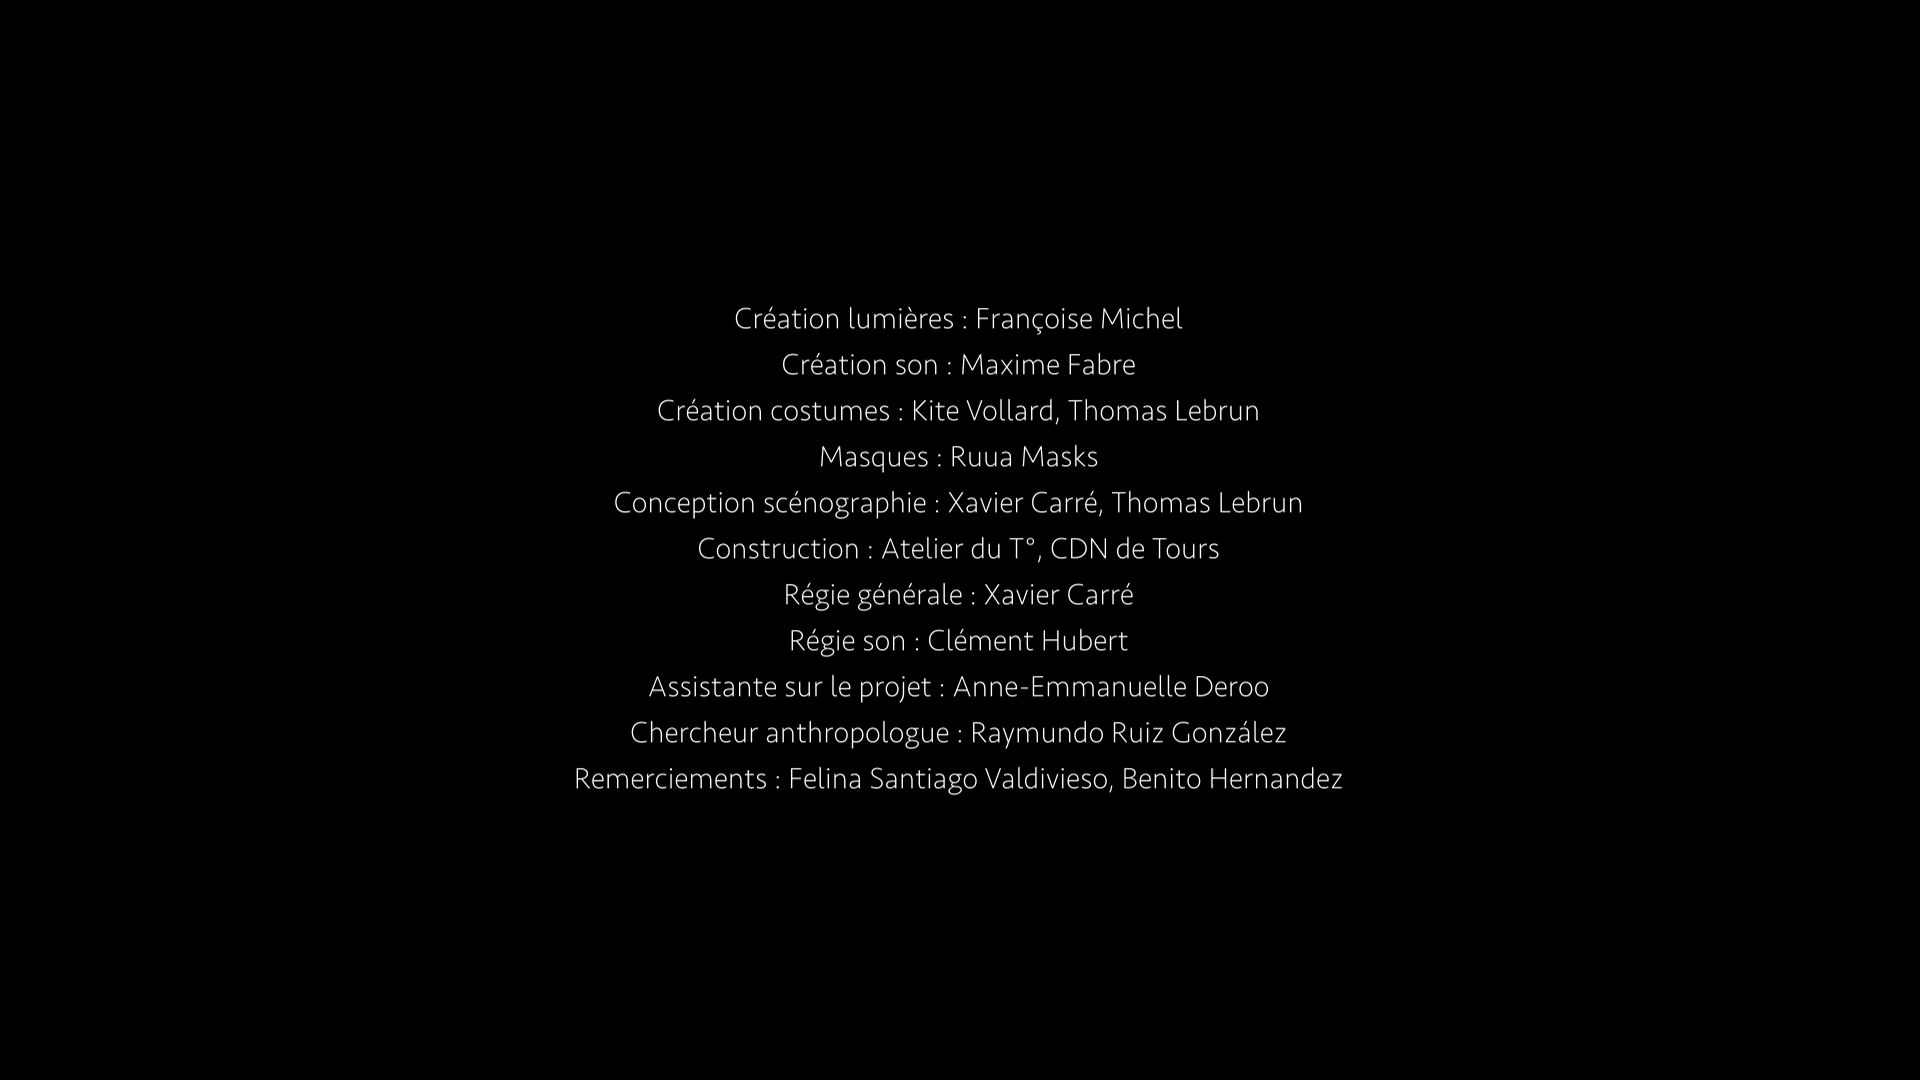 Création lumières : Françoise Michel
Création son : Maxime Fabre
Création costumes : Kite Vollard, Thomas Lebrun
Masques : Ruua Masks
Conception scénographie : Xavier Carré, Thomas Lebrun
Construction : Atelier du T°, CDN de Tours
Régie générale : Xavier Carré
Régie son : Clément Hubert
Assistante sur le projet : Anne-Emmanuelle Deroo
Chercheur anthropologue : Raymundo Ruiz González
Remerciements : Felina Santiago Valdivieso, Benito Hernandez